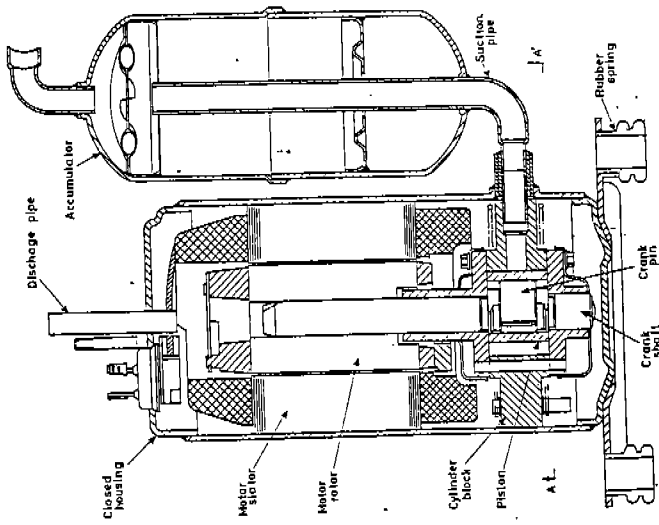 Accumulator
Dischage pipe
Closed housing
Motor stator
Motor rotor
Cylinder
block
Piston
A
Suction
pipe
A'
Rubber
spring
Crank
pin
Crank
shaft